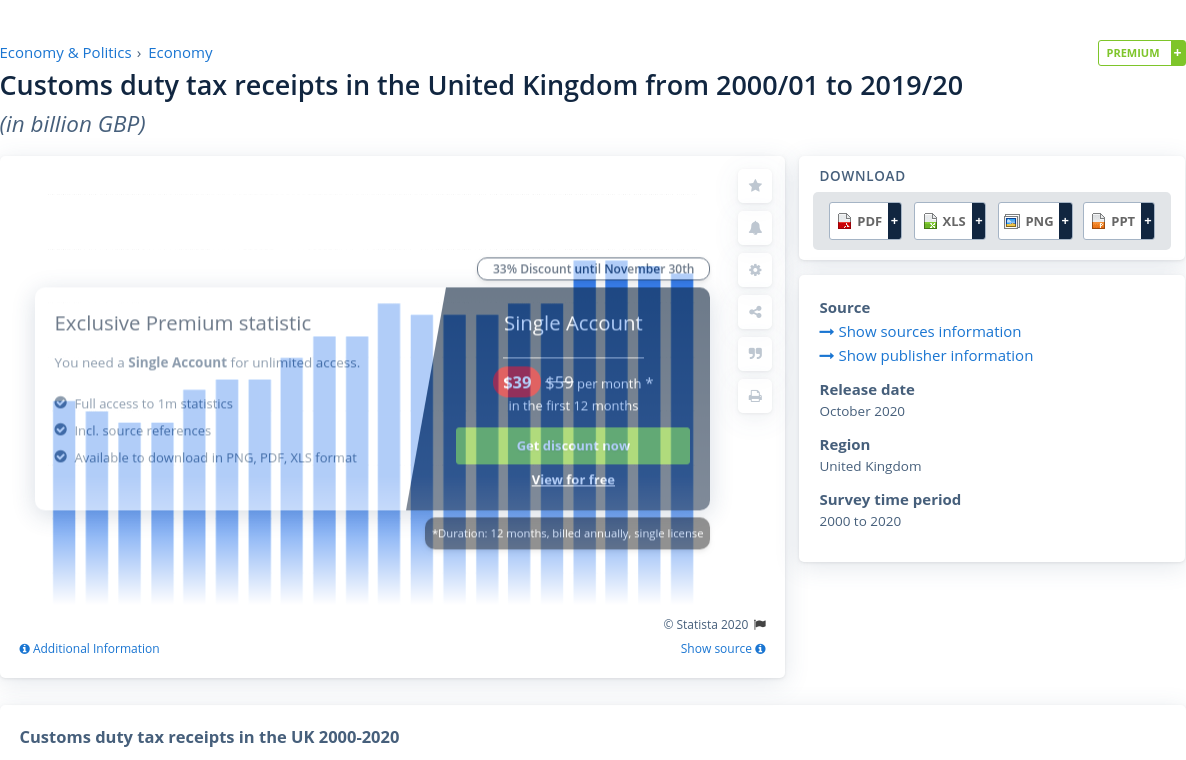 Economy & Politics › Economy
PREMIUM +
Customs duty tax receipts in the United Kingdom from 2000/01 to 2019/20
(in billion GBP)
DOWNLOAD
PDF + XLS + PNG + PPT +
33% Discount until November 30th
Exclusive Premium statistic
You need a Single Account for unlimited access.
Full access to 1m statistics
Incl. source references
Available to download in PNG, PDF, XLS format
Single Account
$39 $59 per month *
in the first 12 months
Get discount now
View for free
*Duration: 12 months, billed annually, single license
© Statista 2020
Additional Information
Show source
Source
Show sources information
Show publisher information
Release date
October 2020
Region
United Kingdom
Survey time period
2000 to 2020
Customs duty tax receipts in the UK 2000-2020